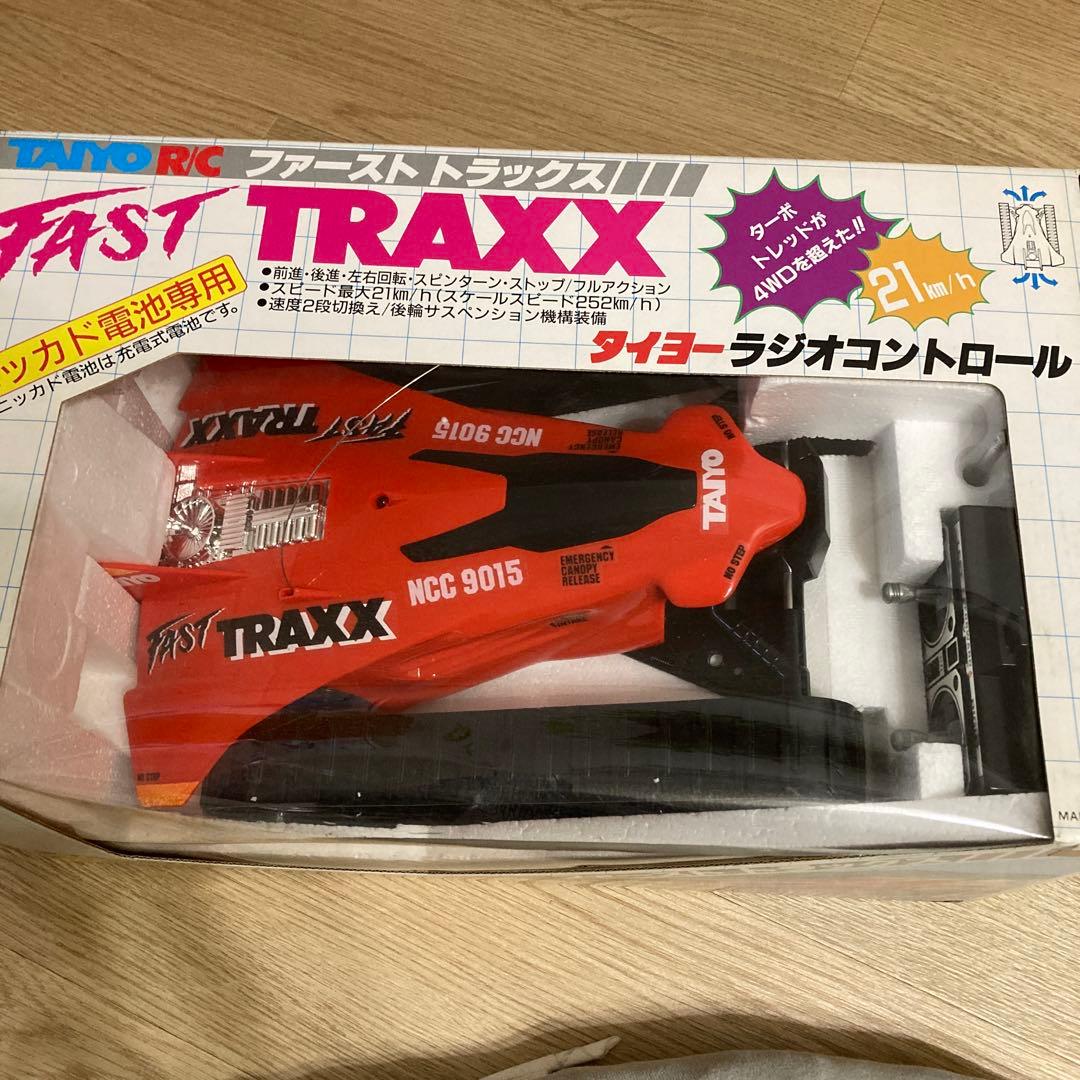 TAIYO R/C ファースト トラックス
FAST TRAXX
●前進・後進・左右回転・スピンターン・ストップ/フルアクション
●スピード最大21km/h(スケールスピード252km/h)
●速度2段切換え/後輪サスペンション機構装備
ターボ
トレッドが
4WDを超えた!!
21km/h
タイヨーラジオコントロール
ッカド電池専用
ニッカド電池は充電式電池です。
FAST TRAXX
NCC 9015
EMERGENCY
CANOPY
RELEASE
NO STEP
TAIYO
NO STEP
EMERGENCY
CANOPY
RELEASE
NCC 9015
FAST TRAXX
NO STEP
MA